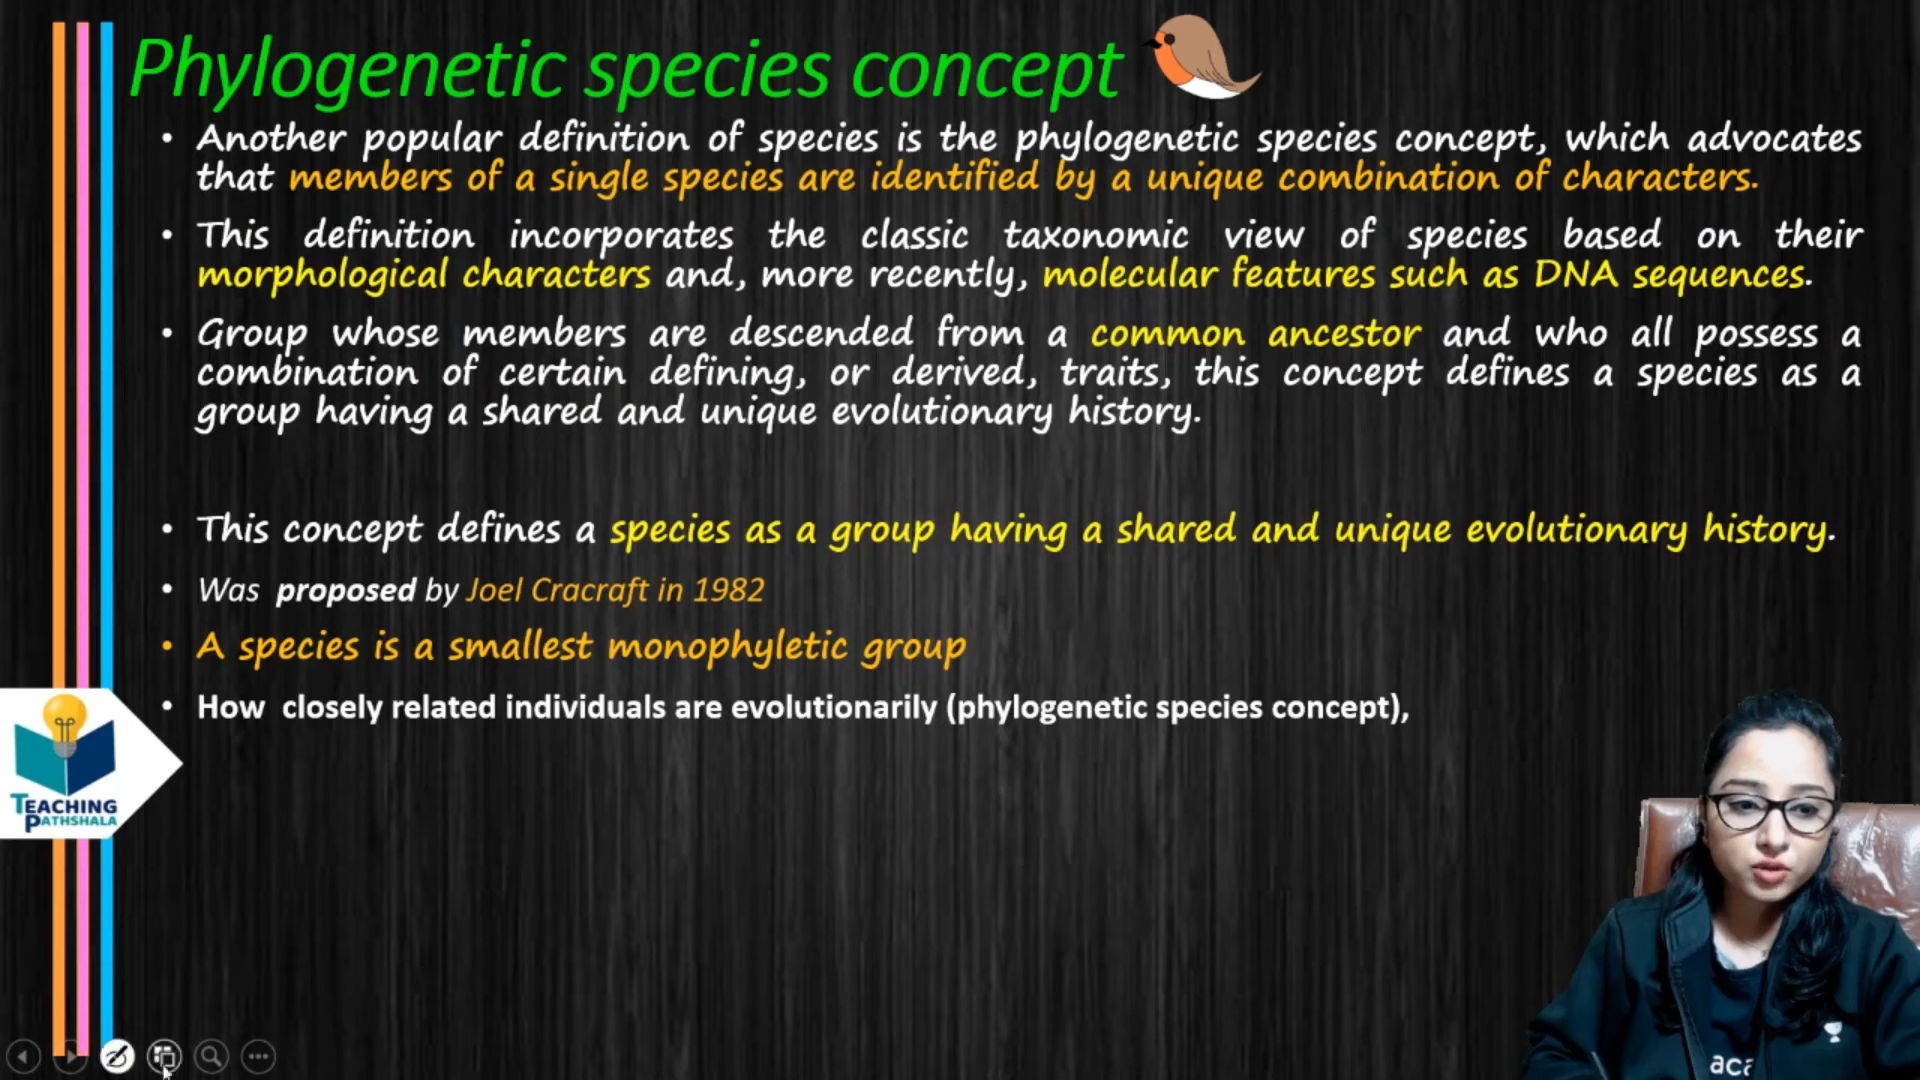 Phylogenetic species concept
• Another popular definition of species is the phylogenetic species concept, which advocates
that members of a single species are identified by a unique combination of characters.
• This definition incorporates the classic taxonomic view of species based on their
morphological characters and, more recently, molecular features such as DNA sequences.
• Group whose members are descended from a common ancestor and who all possess a
combination of certain defining, or derived, traits, this concept defines a species as a
group having a shared and unique evolutionary history.
• This concept defines a species as a group having a shared and unique evolutionary history.
• Was proposed by Joel Cracraft in 1982
• A species is a smallest monophyletic group
• How closely related individuals are evolutionarily (phylogenetic species concept),
TEACHING
PATHSHALA
aca